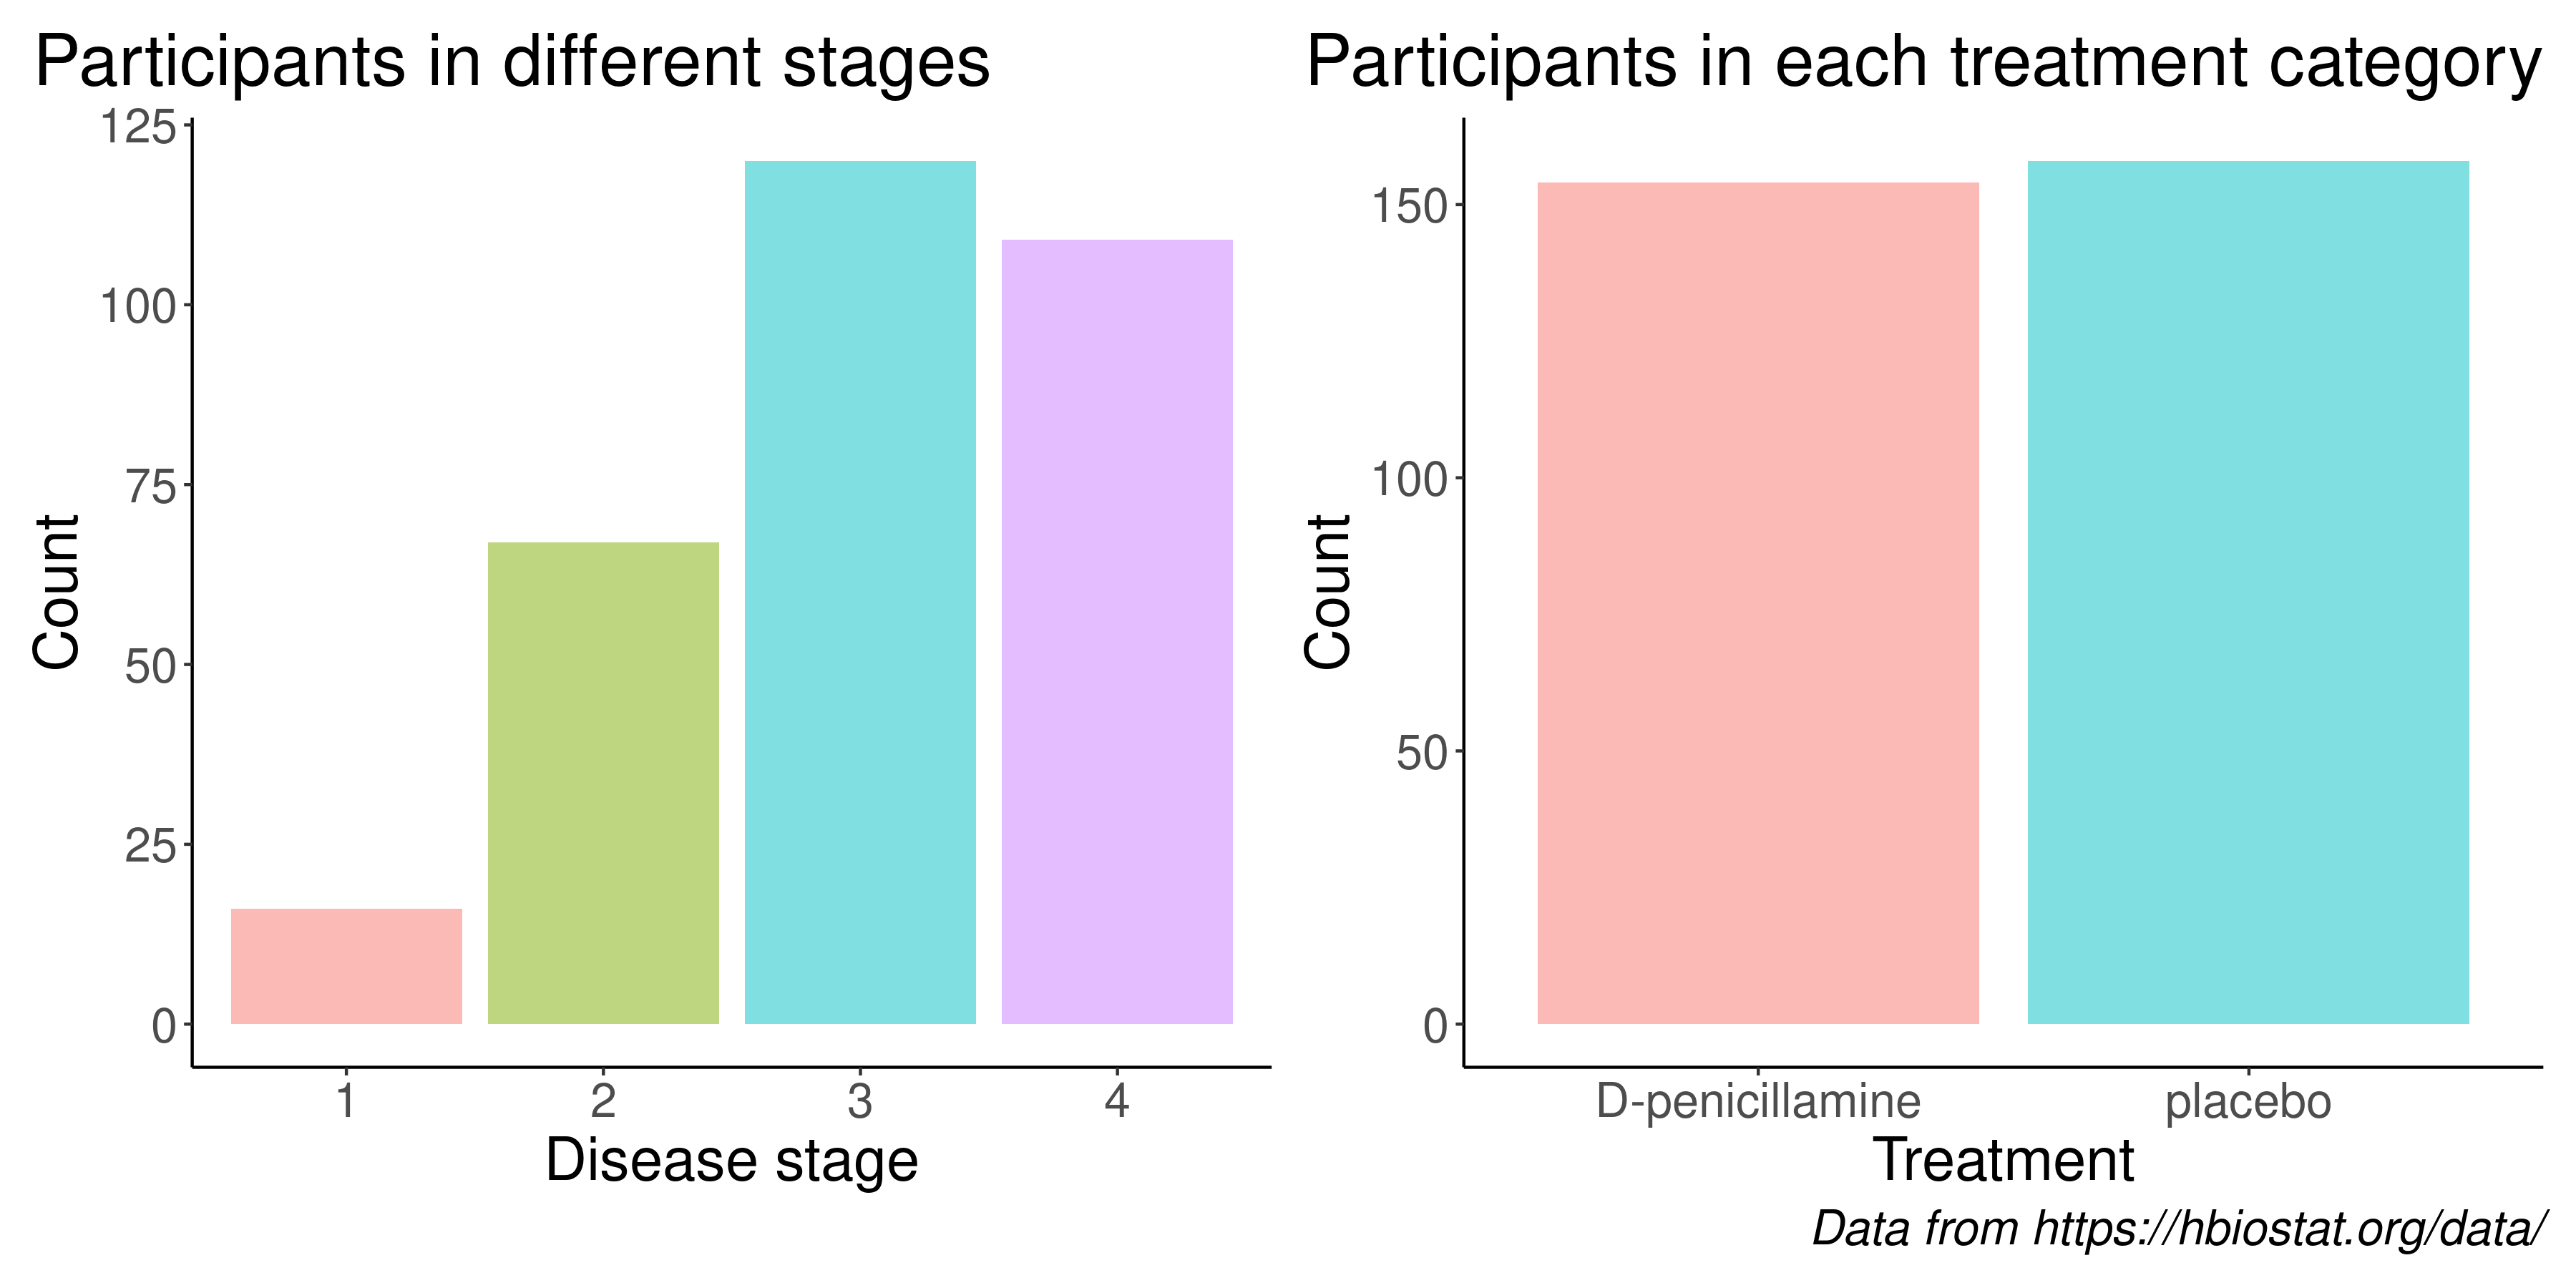 Participants in different stages
125
100
75
50
25
0
Count
1 2 3 4
Disease stage
Participants in each treatment category
150
100
50
0
Count
D-penicillamine placebo
Treatment
Data from https://hbiostat.org/data/